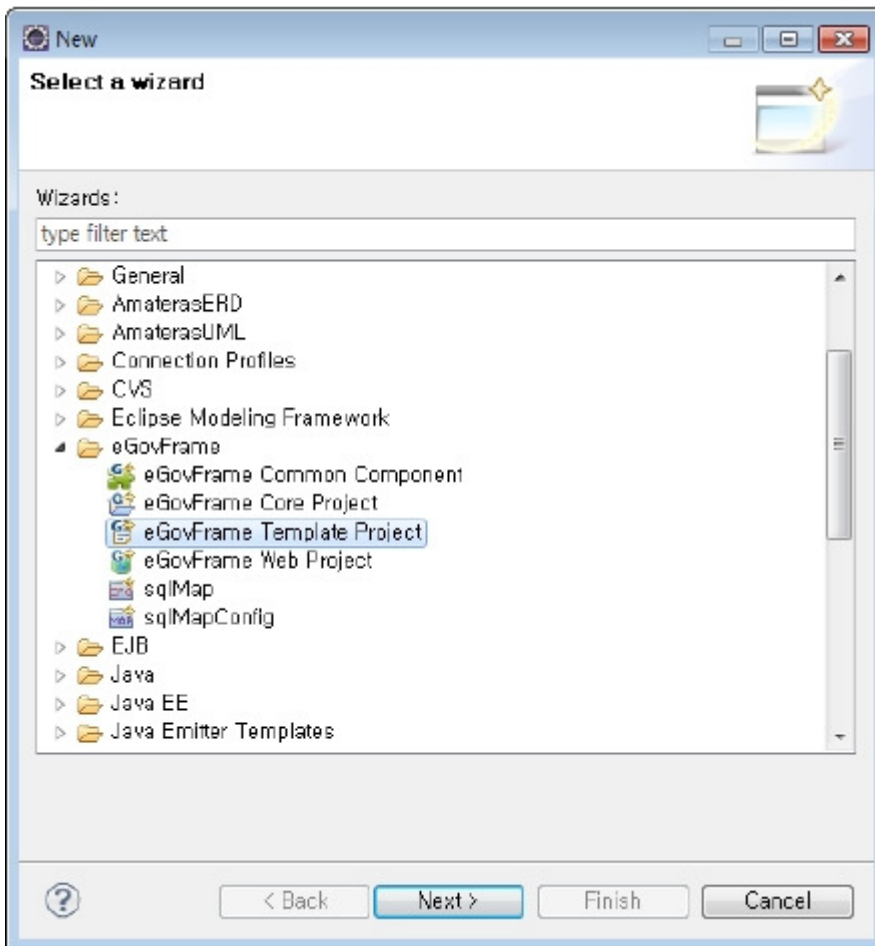 New
Select a wizard
Wizards:
type filter text
General
AmaterasERD
AmaterasUML
Connection Profiles
CVS
Eclipse Modeling Framework
eGovFrame
eGovFrame Common Component
eGovFrame Core Project
eGovFrame Template Project
eGovFrame Web Project
sqlMap
sqlMapConfig
EJB
Java
Java EE
Java Emitter Templates
? < Back Next > Finish Cancel